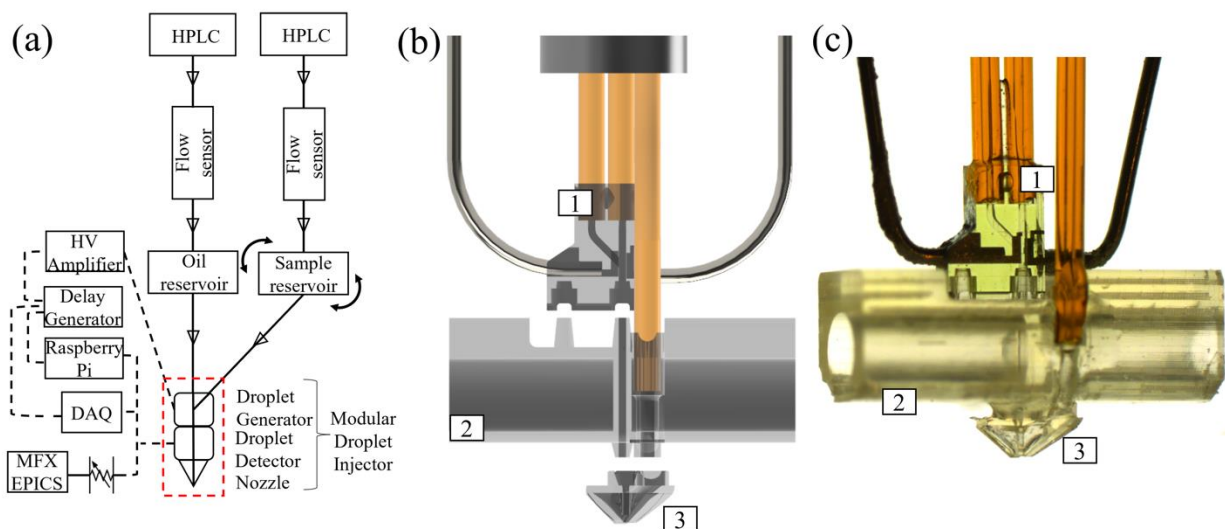 (a)
HPLC
HPLC
Flow
sensor
Flow
sensor
HV
Amplifier
Oil
reservoir
Sample
reservoir
Delay
Generator
Raspberry
Pi
DAQ
MFX
EPICS
Droplet
Generator
Droplet
Detector
Nozzle
Modular
Droplet
Injector
(b)
1
2
3
(c)
1
2
3